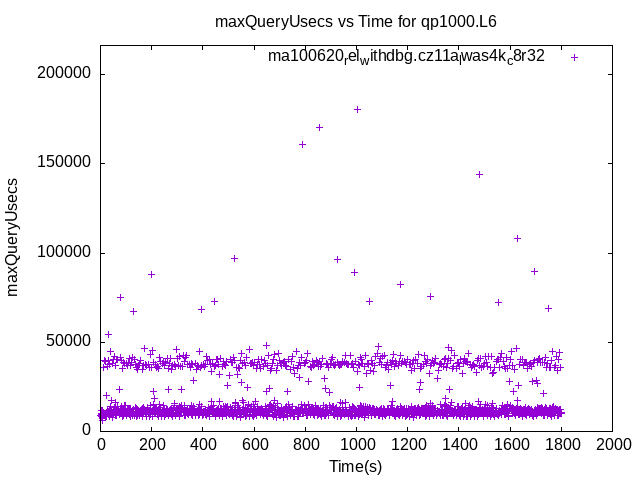 maxQueryUsecs vs Time for qp1000.L6
ma100620relwithdbg.cz11alwas4kc8r32
maxQueryUsecs
200000
150000
100000
50000
0
0 200 400 600 800 1000 1200 1400 1600 1800 2000
Time(s)